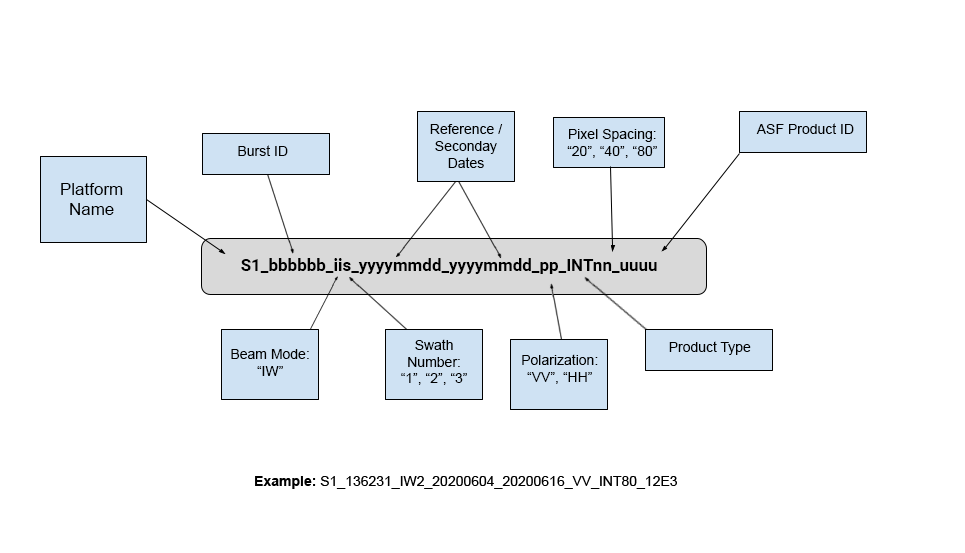 Reference /
Seconday
Dates
Pixel Spacing:
“20”, “40”, “80”
ASF Product ID
Burst ID
Platform
Name
S1_bbbbbb_iis_yyyymmdd_yyyymmdd_pp_INTnn_uuuu
Beam Mode:
“IW”
Swath
Number:
“1”, “2”, “3”
Polarization:
“VV”, “HH”
Product Type
Example: S1_136231_IW2_20200604_20200616_VV_INT80_12E3